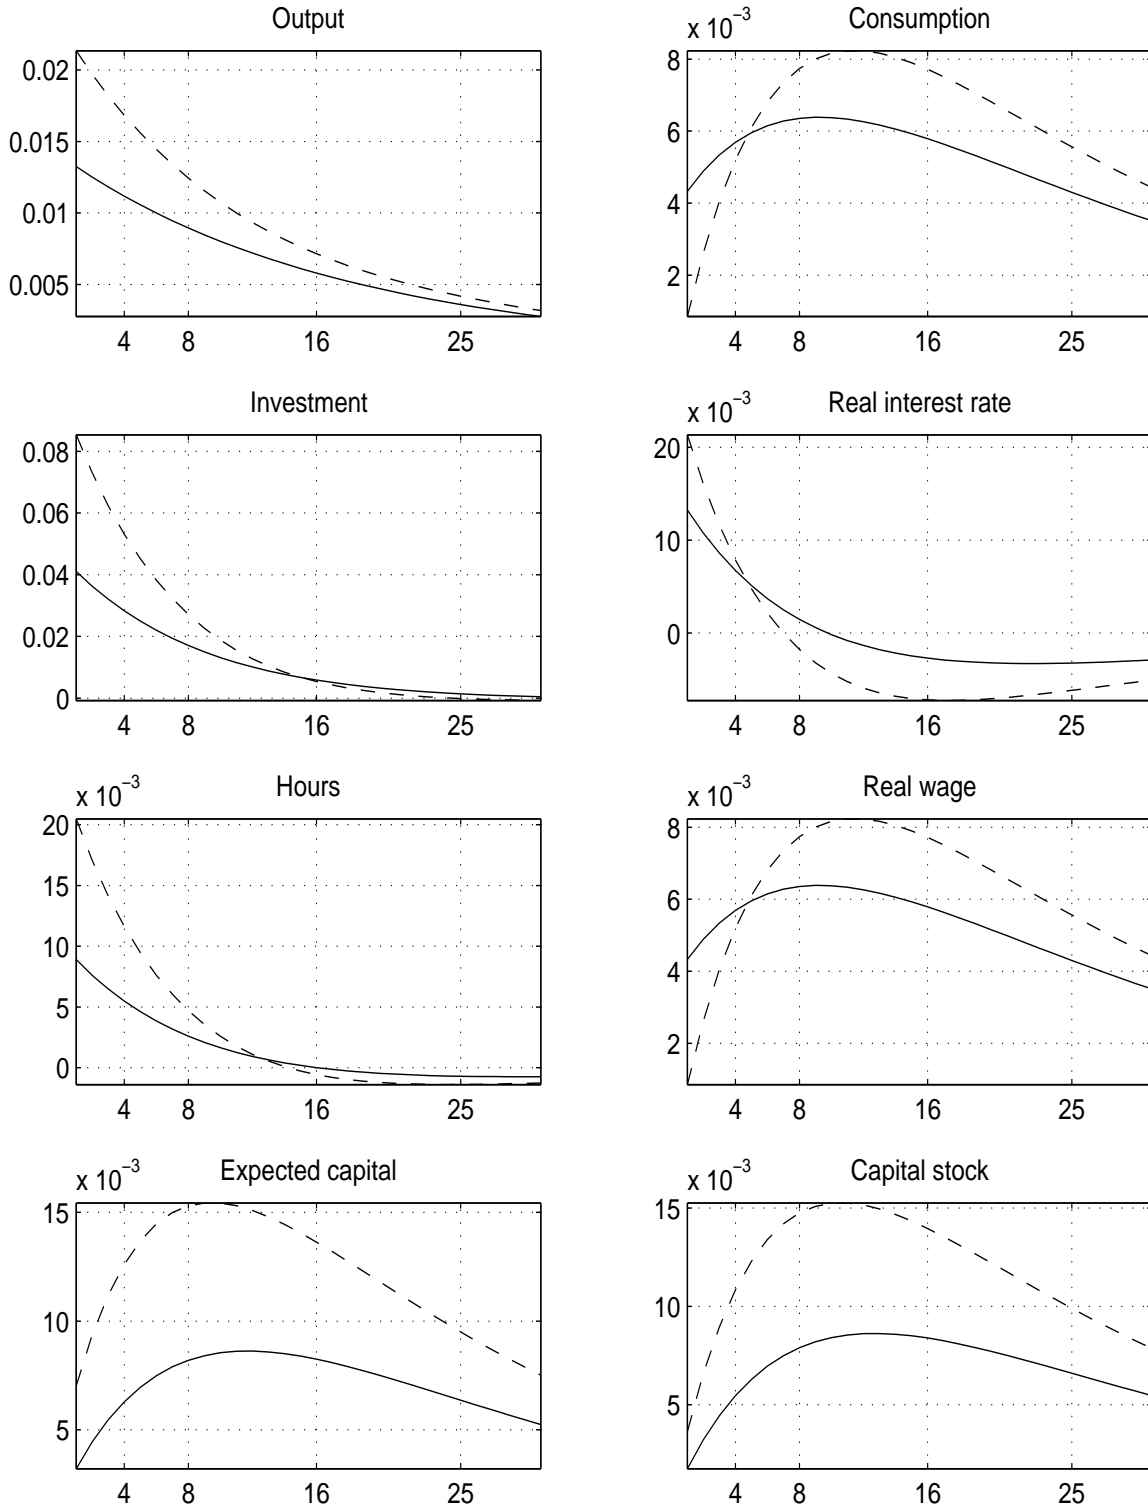 Output
0.02
0.015
0.01
0.005
4 8 16 25
Consumption
x 10⁻³
8
6
4
2
4 8 16 25
Investment
0.08
0.06
0.04
0.02
0
4 8 16 25
Real interest rate
x 10⁻³
20
10
0
4 8 16 25
Hours
x 10⁻³
20
15
10
5
0
4 8 16 25
Real wage
x 10⁻³
8
6
4
2
4 8 16 25
Expected capital
x 10⁻³
15
10
5
4 8 16 25
Capital stock
x 10⁻³
15
10
5
4 8 16 25